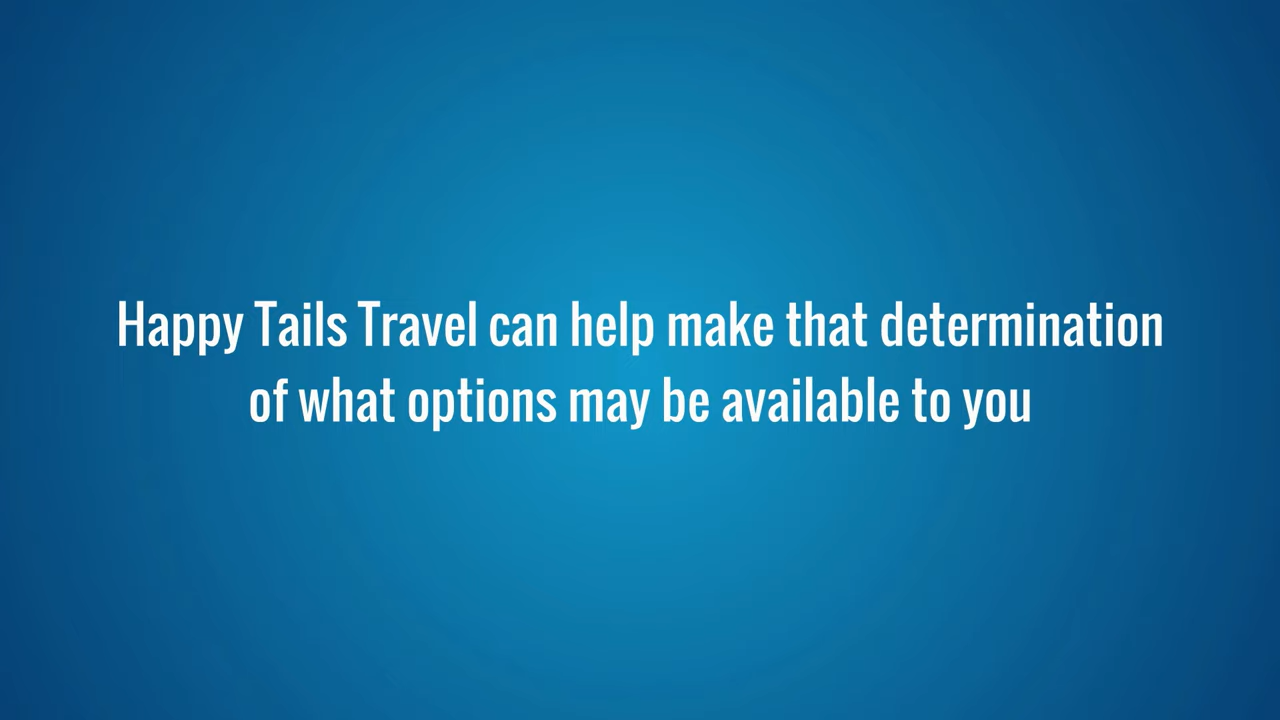 Happy Tails Travel can help make that determination
of what options may be available to you